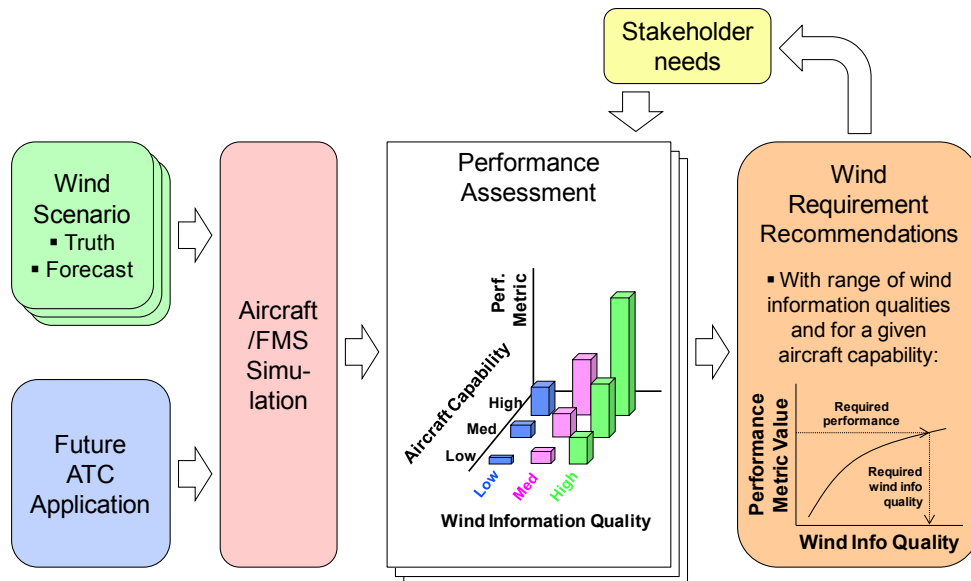 Stakeholder
needs
Wind
Scenario
▪ Truth
▪ Forecast
Future
ATC
Application
Aircraft
/FMS
Simu-
lation
Performance
Assessment
Perf.
Metric
Aircraft Capability
High
Med
Low
Low
Med
High
Wind Information Quality
Wind
Requirement
Recommendations
▪ With range of wind
information qualities
and for a given
aircraft capability:
Performance
Metric Value
Required
performance
Required
wind info
quality
Wind Info Quality